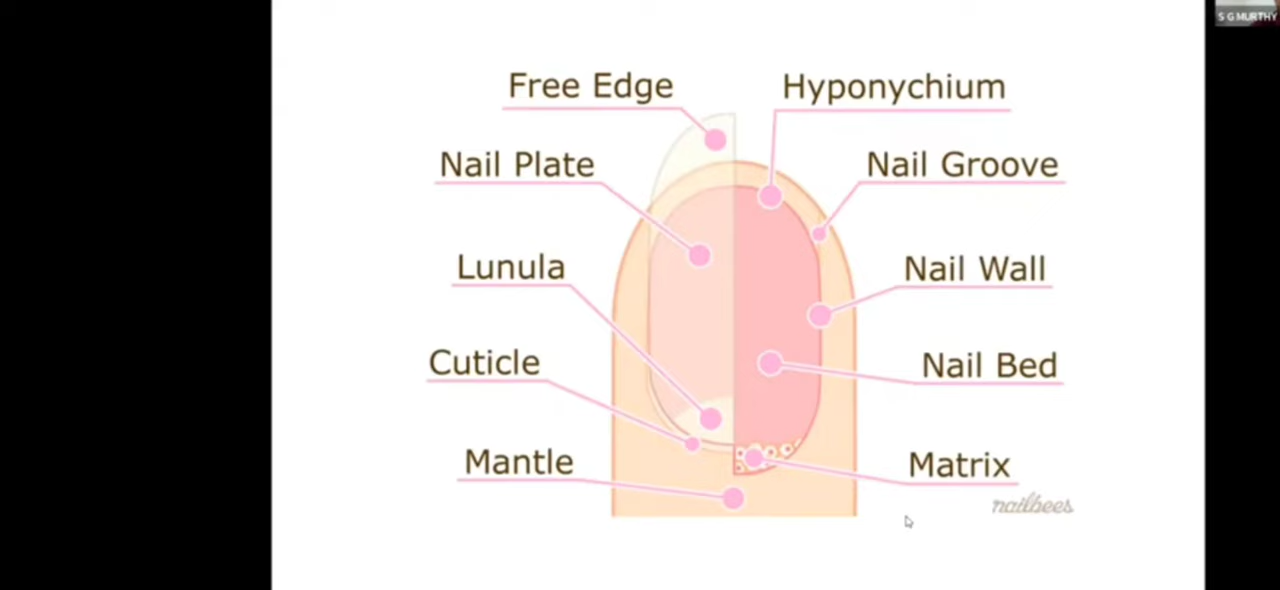 S G MURTHY
Free Edge
Hyponychium
Nail Plate
Nail Groove
Lunula
Nail Wall
Cuticle
Nail Bed
Mantle
Matrix
nailbees